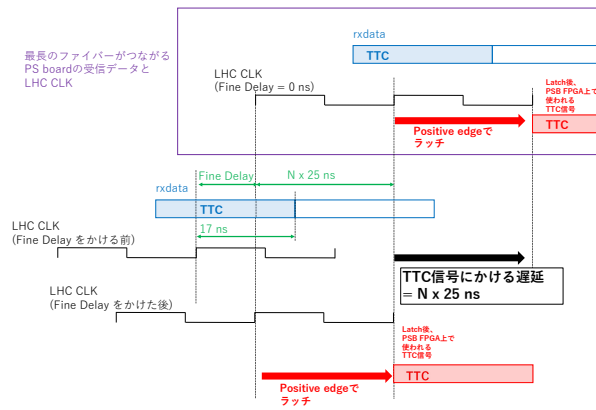 最長のファイバーがつながる
PS boardの受信データと
LHC CLK
rxdata
TTC
LHC CLK
(Fine Delay = 0 ns)
Latch後、
PSB FPGA上で
使われる
TTC信号
TTC
Positive edgeで
ラッチ
Fine Delay
N x 25 ns
rxdata
TTC
17 ns
LHC CLK
(Fine Delay をかける前)
TTC信号にかける遅延
= N x 25 ns
LHC CLK
(Fine Delay をかけた後)
Latch後、
PSB FPGA上で
使われる
TTC信号
TTC
Positive edgeで
ラッチ